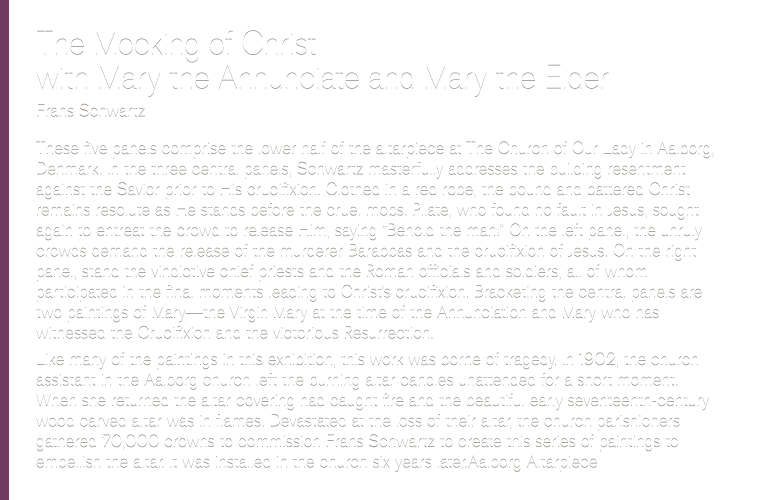 The Mocking of Christ
with Mary the Annunciate and Mary the Elder
Frans Schwartz
These five panels comprise the lower half of the altarpiece at The Church of Our Lady in Aalborg,
Denmark. In the three central panels, Schwartz masterfully addresses the building resentment
against the Savior prior to His crucifixion. Clothed in a red robe, the bound and battered Christ
remains resolute as He stands before the cruel mobs. Pilate, who found no fault in Jesus, sought
again to entreat the crowd to release Him, saying "Behold the man!" On the left panel, the unruly
crowds demand the release of the murderer Barabbas and the crucifixion of Jesus. On the right
panel, stand the vindictive chief priests and the Roman officials and soldiers, all of whom
participated in the final moments leading to Christ's crucifixion. Bracketing the central panels are
two paintings of Mary—the Virgin Mary at the time of the Annunciation and Mary who has
witnessed the Crucifixion and the victorious Resurrection.
Like many of the paintings in this exhibition, this work was borne of tragedy. In 1902, the church
assistant in the Aalborg church left the burning altar candles unattended for a short moment.
When she returned the altar covering had caught fire and the beautiful early seventeenth-century
wood carved altar was in flames. Devastated at the loss of their altar, the church parishioners
gathered 70,000 crowns to commission Frans Schwartz to create this series of paintings to
embellish the altar. It was installed in the church six years later.Aalborg Altarpiece